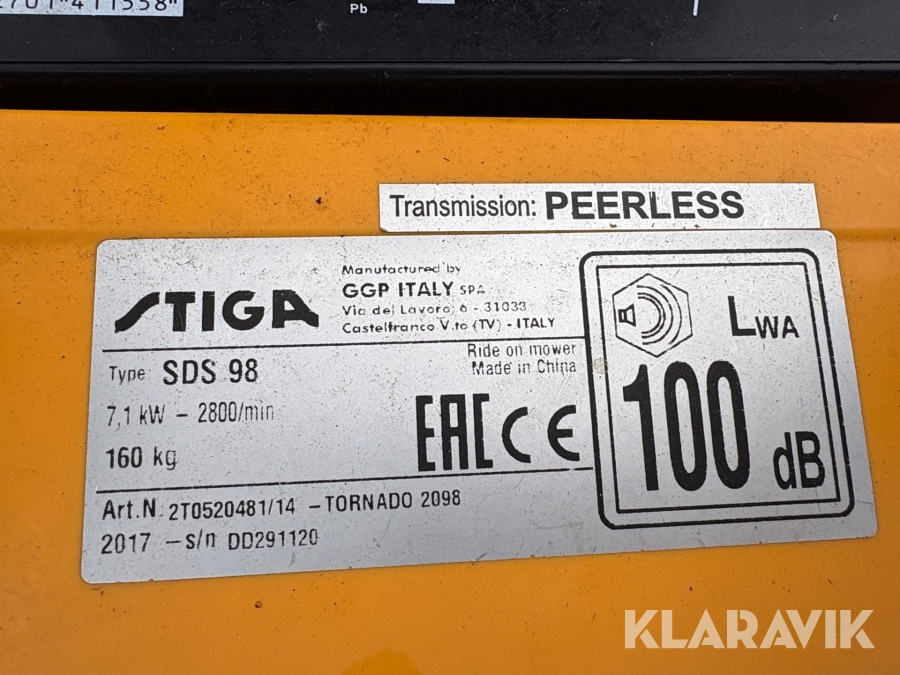 Pb
Transmission: PEERLESS
STIGA
Manufactured by
GGP ITALY SPA
Via del Lavoro, 6 - 31033
Castelfranco V.to (TV) - ITALY
Type SDS 98
Ride on mower
Made in China
7,1 kW - 2800/min
160 kg
EAC CE
LWA
100 dB
Art.N. 2T0520481/14 - TORNADO 2098
2017 - s/n DD291120
KLARAVIK